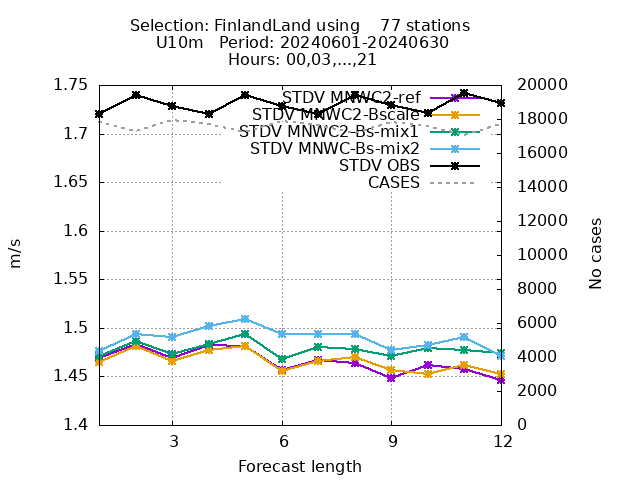 Selection: FinlandLand using    77 stations
U10m   Period: 20240601-20240630
Hours: 00,03,...,21
STDV MNWC2-ref
STDV MNWC2-Bscale
STDV MNWC2-Bs-mix1
STDV MNWC-Bs-mix2
STDV OBS
CASES
1.75
1.7
1.65
1.6
1.55
1.5
1.45
1.4
m/s
20000
18000
16000
14000
12000
10000
8000
6000
4000
2000
0
No cases
3 6 9 12
Forecast length